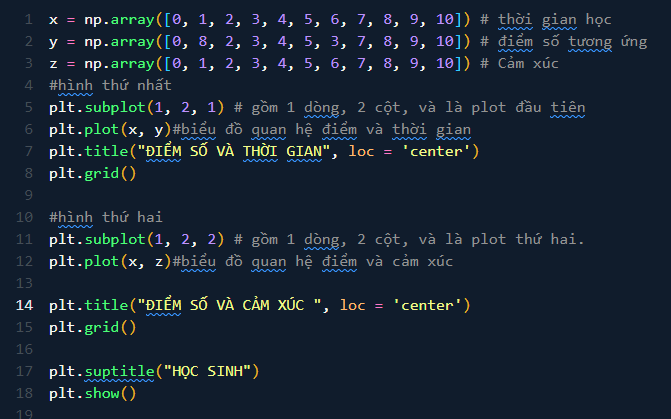 1 x = np.array([0, 1, 2, 3, 4, 5, 6, 7, 8, 9, 10]) # thời gian học
2 y = np.array([0, 8, 2, 3, 4, 5, 3, 7, 8, 9, 10]) # điểm số tương ứng
3 z = np.array([0, 1, 2, 3, 4, 5, 6, 7, 8, 9, 10]) # Cảm xúc
4 #hình thứ nhất
5 plt.subplot(1, 2, 1) # gồm 1 dòng, 2 cột, và là plot đầu tiên
6 plt.plot(x, y)#biểu đồ quan hệ điểm và thời gian
7 plt.title("ĐIỂM SỐ VÀ THỜI GIAN", loc = 'center')
8 plt.grid()
9
10 #hình thứ hai
11 plt.subplot(1, 2, 2) # gồm 1 dòng, 2 cột, và là plot thứ hai.
12 plt.plot(x, z)#biểu đồ quan hệ điểm và cảm xúc
13
14 plt.title("ĐIỂM SỐ VÀ CẢM XÚC ", loc = 'center')
15 plt.grid()
16
17 plt.suptitle("HỌC SINH")
18 plt.show()
19